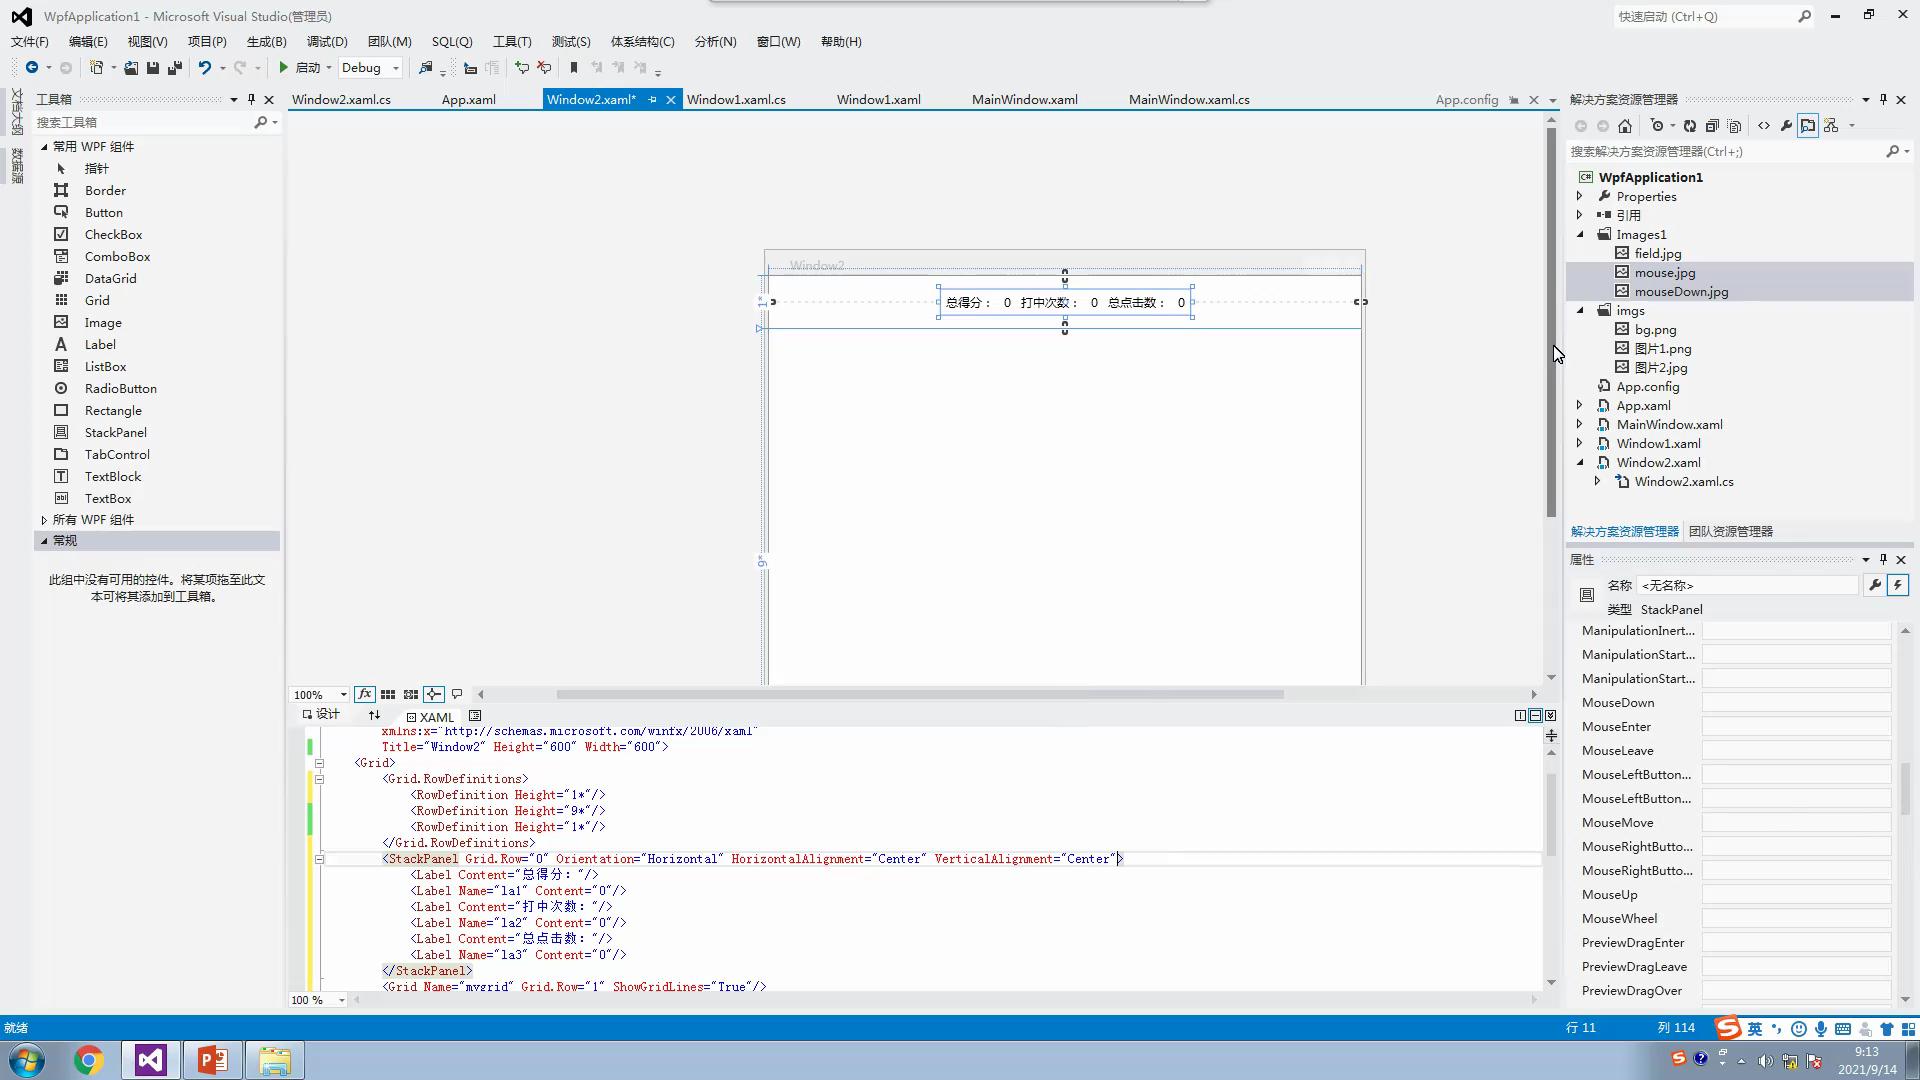 WpfApplication1 - Microsoft Visual Studio(管理员)
快速启动 (Ctrl+Q)
文件(F) 编辑(E) 视图(V) 项目(P) 生成(B) 调试(D) 团队(M) SQL(Q) 工具(T) 测试(S) 体系结构(C) 分析(N) 窗口(W) 帮助(H)
启动 Debug
文档大纲
数据源
工具箱
搜索工具箱
常用 WPF 组件
指针
Border
Button
CheckBox
ComboBox
DataGrid
Grid
Image
Label
ListBox
RadioButton
Rectangle
StackPanel
TabControl
TextBlock
TextBox
所有 WPF 组件
常规
此组中没有可用的控件。将某项拖至此文
本可将其添加到工具箱。
Window2.xaml.cs App.xaml Window2.xaml* Window1.xaml.cs Window1.xaml MainWindow.xaml MainWindow.xaml.cs App.config
Window2
1*
总得分： 0 打中次数： 0 总点击数： 0
9*
100%
设计 XAML
xmlns:x="http://schemas.microsoft.com/winfx/2006/xaml"
Title="Window2" Height="600" Width="600">
<Grid>
<Grid.RowDefinitions>
<RowDefinition Height="1*"/>
<RowDefinition Height="9*"/>
<RowDefinition Height="1*"/>
</Grid.RowDefinitions>
<StackPanel Grid.Row="0" Orientation="Horizontal" HorizontalAlignment="Center" VerticalAlignment="Center">
<Label Content="总得分："/>
<Label Name="la1" Content="0"/>
<Label Content="打中次数："/>
<Label Name="la2" Content="0"/>
<Label Content="总点击数："/>
<Label Name="la3" Content="0"/>
</StackPanel>
<Grid Name="mygrid" Grid.Row="1" ShowGridLines="True"/>
100 %
解决方案资源管理器
搜索解决方案资源管理器(Ctrl+;)
WpfApplication1
Properties
引用
Images1
field.jpg
mouse.jpg
mouseDown.jpg
imgs
bg.png
图片1.png
图片2.jpg
App.config
App.xaml
MainWindow.xaml
Window1.xaml
Window2.xaml
Window2.xaml.cs
解决方案资源管理器 团队资源管理器
属性
名称 <无名称>
类型 StackPanel
ManipulationInert...
ManipulationStart...
ManipulationStart...
MouseDown
MouseEnter
MouseLeave
MouseLeftButton...
MouseLeftButton...
MouseMove
MouseRightButto...
MouseRightButto...
MouseUp
MouseWheel
PreviewDragEnter
PreviewDragLeave
PreviewDragOver
就绪 行 11 列 114
英
9:13
2021/9/14